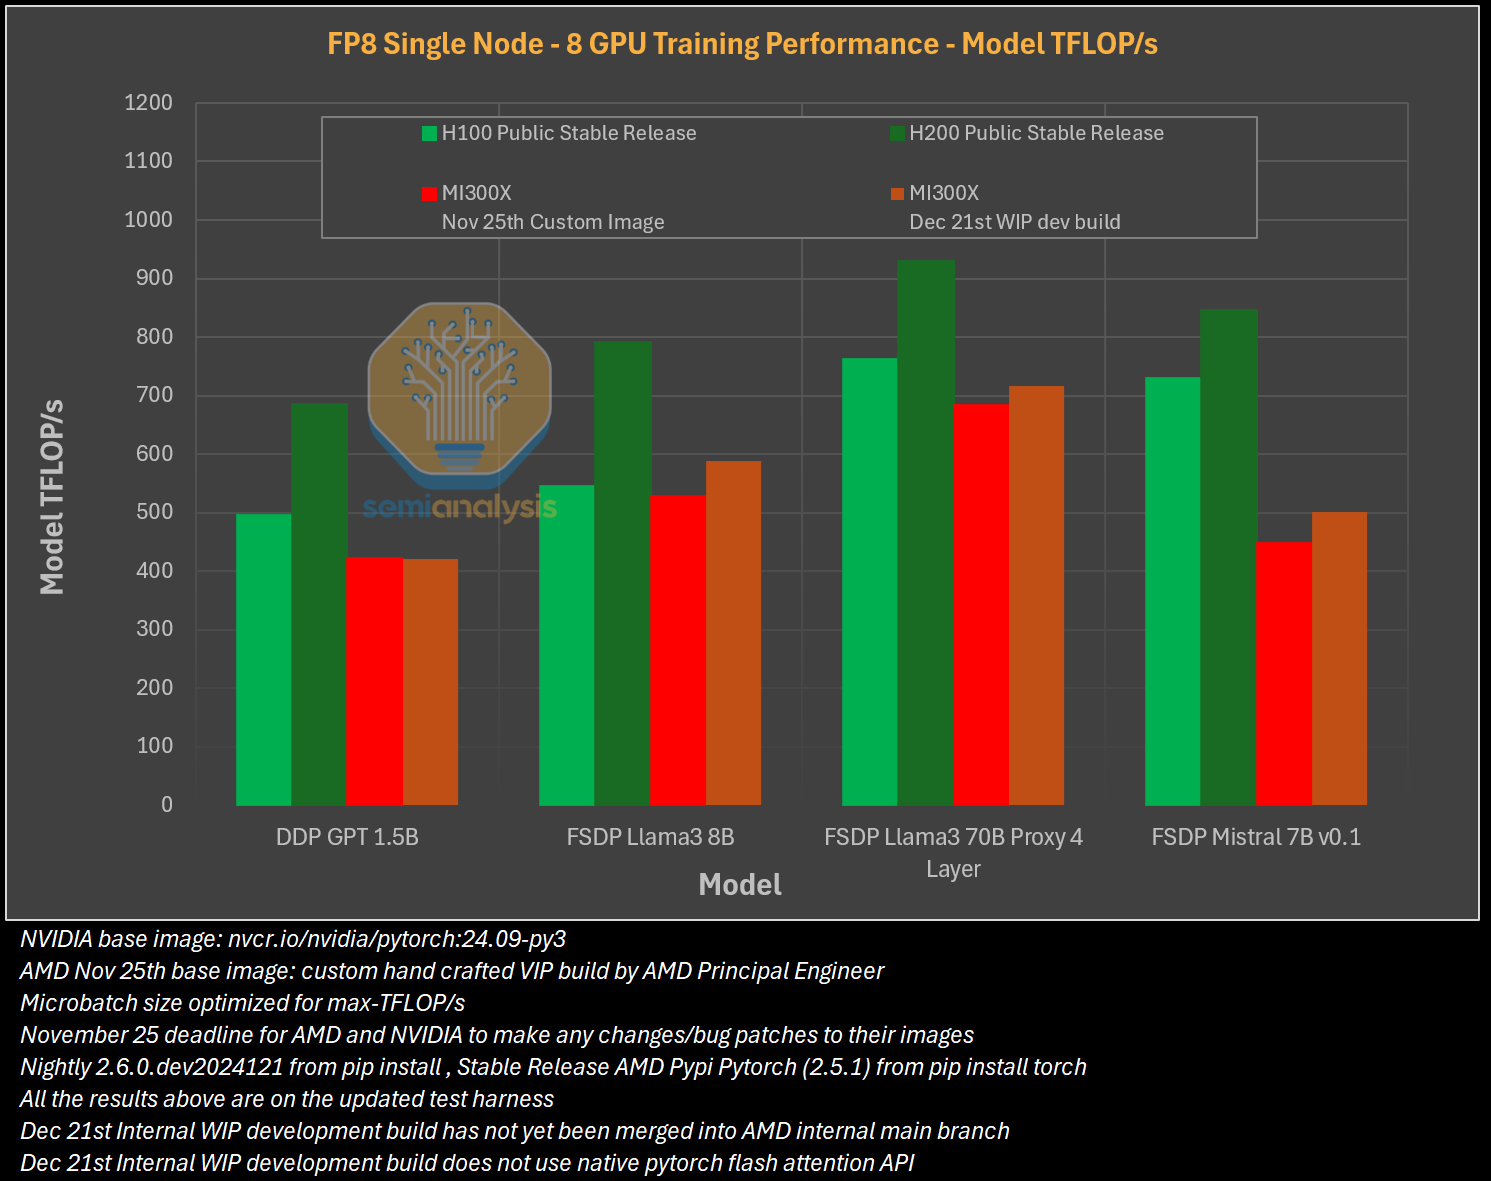 FP8 Single Node - 8 GPU Training Performance - Model TFLOP/s
1200
1100
1000
900
800
700
600
500
400
300
200
100
0
Model TFLOP/s
H100 Public Stable Release
H200 Public Stable Release
MI300X
Nov 25th Custom Image
MI300X
Dec 21st WIP dev build
semianalysis
DDP GPT 1.5B
FSDP Llama3 8B
FSDP Llama3 70B Proxy 4
Layer
FSDP Mistral 7B v0.1
Model
NVIDIA base image: nvcr.io/nvidia/pytorch:24.09-py3
AMD Nov 25th base image: custom hand crafted VIP build by AMD Principal Engineer
Microbatch size optimized for max-TFLOP/s
November 25 deadline for AMD and NVIDIA to make any changes/bug patches to their images
Nightly 2.6.0.dev2024121 from pip install , Stable Release AMD Pypi Pytorch (2.5.1) from pip install torch
All the results above are on the updated test harness
Dec 21st Internal WIP development build has not yet been merged into AMD internal main branch
Dec 21st Internal WIP development build does not use native pytorch flash attention API